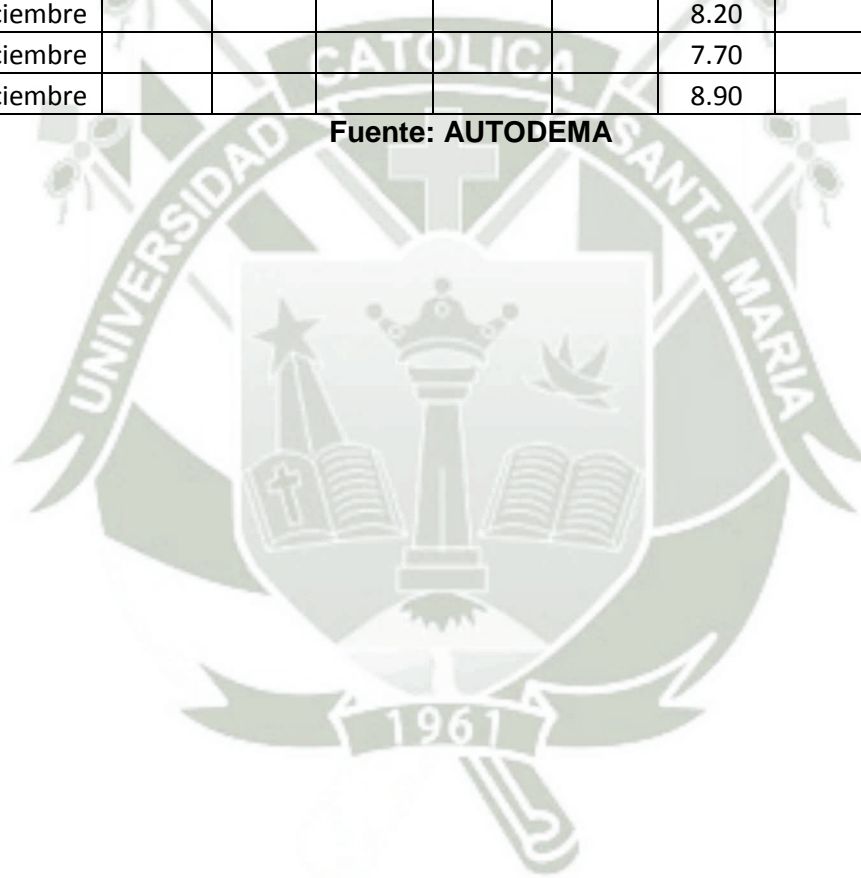 ciembre 8.20
ciembre 7.70
ciembre 8.90
Fuente: AUTODEMA
UNIVERSIDAD CATOLICA SANTA MARIA
1961